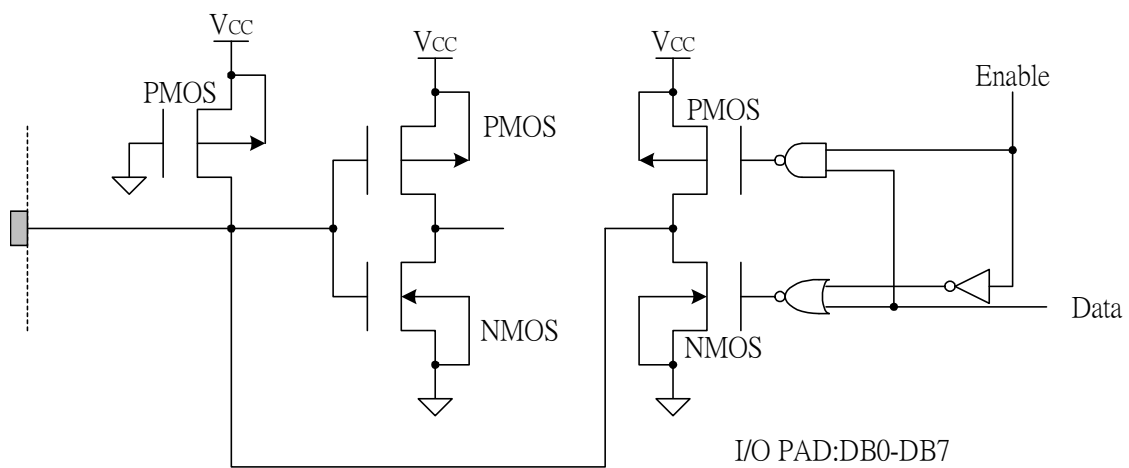 VCC
VCC
VCC
Enable
PMOS
PMOS
PMOS
NMOS
NMOS
Data
I/O PAD:DB0-DB7